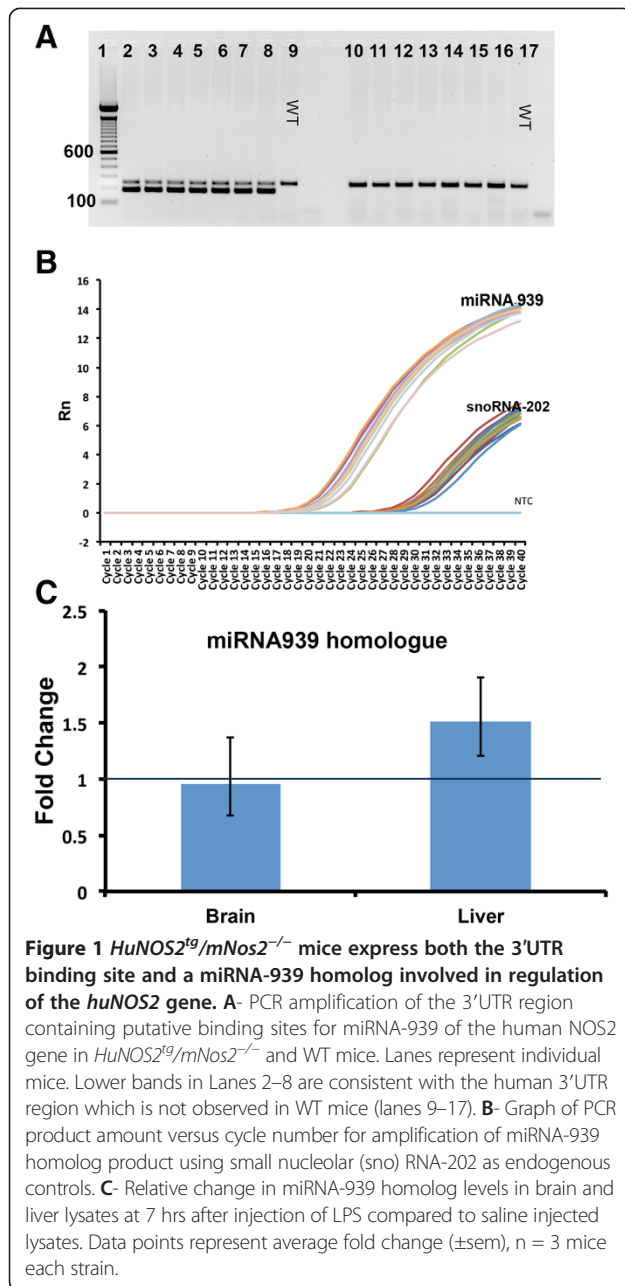 A
1 2 3 4 5 6 7 8 9 10 11 12 13 14 15 16 17
WT WT
600
100
B
16
14
12
10
8
6
4
2
0
-2
Rn
miRNA-939
snoRNA-202
NTC
Cycle 1
Cycle 2
Cycle 3
Cycle 4
Cycle 5
Cycle 6
Cycle 7
Cycle 8
Cycle 9
Cycle 10
Cycle 11
Cycle 12
Cycle 13
Cycle 14
Cycle 15
Cycle 16
Cycle 17
Cycle 18
Cycle 19
Cycle 20
Cycle 21
Cycle 22
Cycle 23
Cycle 24
Cycle 25
Cycle 26
Cycle 27
Cycle 28
Cycle 29
Cycle 30
Cycle 31
Cycle 32
Cycle 33
Cycle 34
Cycle 35
Cycle 36
Cycle 37
Cycle 38
Cycle 39
Cycle 40
C
2.5
2
1.5
1
0.5
0
Fold Change
miRNA939 homologue
Brain Liver
Figure 1 HuNOS2tg/mNos2−/− mice express both the 3′UTR
binding site and a miRNA-939 homolog involved in regulation
of the huNOS2 gene. A- PCR amplification of the 3′UTR region
containing putative binding sites for miRNA-939 of the human NOS2
gene in HuNOS2tg/mNos2−/− and WT mice. Lanes represent individual
mice. Lower bands in Lanes 2–8 are consistent with the human 3′UTR
region which is not observed in WT mice (lanes 9–17). B- Graph of PCR
product amount versus cycle number for amplification of miRNA-939
homolog product using small nucleolar (sno) RNA-202 as endogenous
controls. C- Relative change in miRNA-939 homolog levels in brain and
liver lysates at 7 hrs after injection of LPS compared to saline injected
lysates. Data points represent average fold change (±sem), n = 3 mice
each strain.